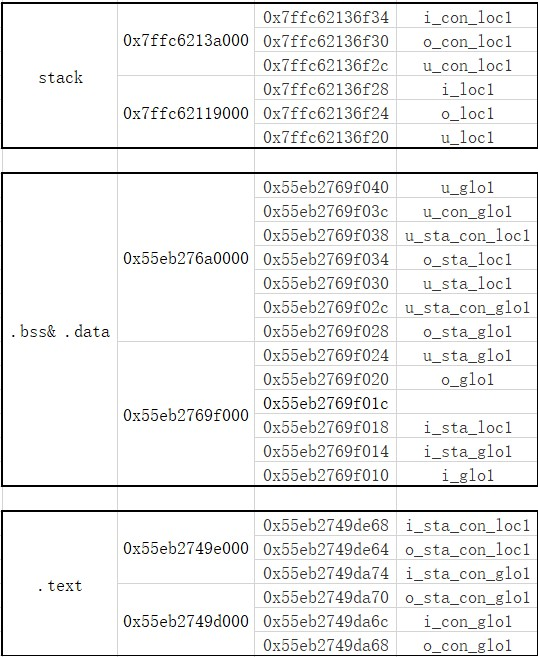 stack 0x7ffc6213a000 0x7ffc62136f34 i_con_loc1
0x7ffc62136f30 o_con_loc1
0x7ffc62136f2c u_con_loc1
0x7ffc62119000 0x7ffc62136f28 i_loc1
0x7ffc62136f24 o_loc1
0x7ffc62136f20 u_loc1
.bss& .data 0x55eb276a0000 0x55eb2769f040 u_glo1
0x55eb2769f03c u_con_glo1
0x55eb2769f038 u_sta_con_loc1
0x55eb2769f034 o_sta_loc1
0x55eb2769f030 u_sta_loc1
0x55eb2769f02c u_sta_con_glo1
0x55eb2769f028 o_sta_glo1
0x55eb2769f000 0x55eb2769f024 u_sta_glo1
0x55eb2769f020 o_glo1
0x55eb2769f01c
0x55eb2769f018 i_sta_loc1
0x55eb2769f014 i_sta_glo1
0x55eb2769f010 i_glo1
.text 0x55eb2749e000 0x55eb2749de68 i_sta_con_loc1
0x55eb2749de64 o_sta_con_loc1
0x55eb2749da74 i_sta_con_glo1
0x55eb2749d000 0x55eb2749da70 o_sta_con_glo1
0x55eb2749da6c i_con_glo1
0x55eb2749da68 o_con_glo1